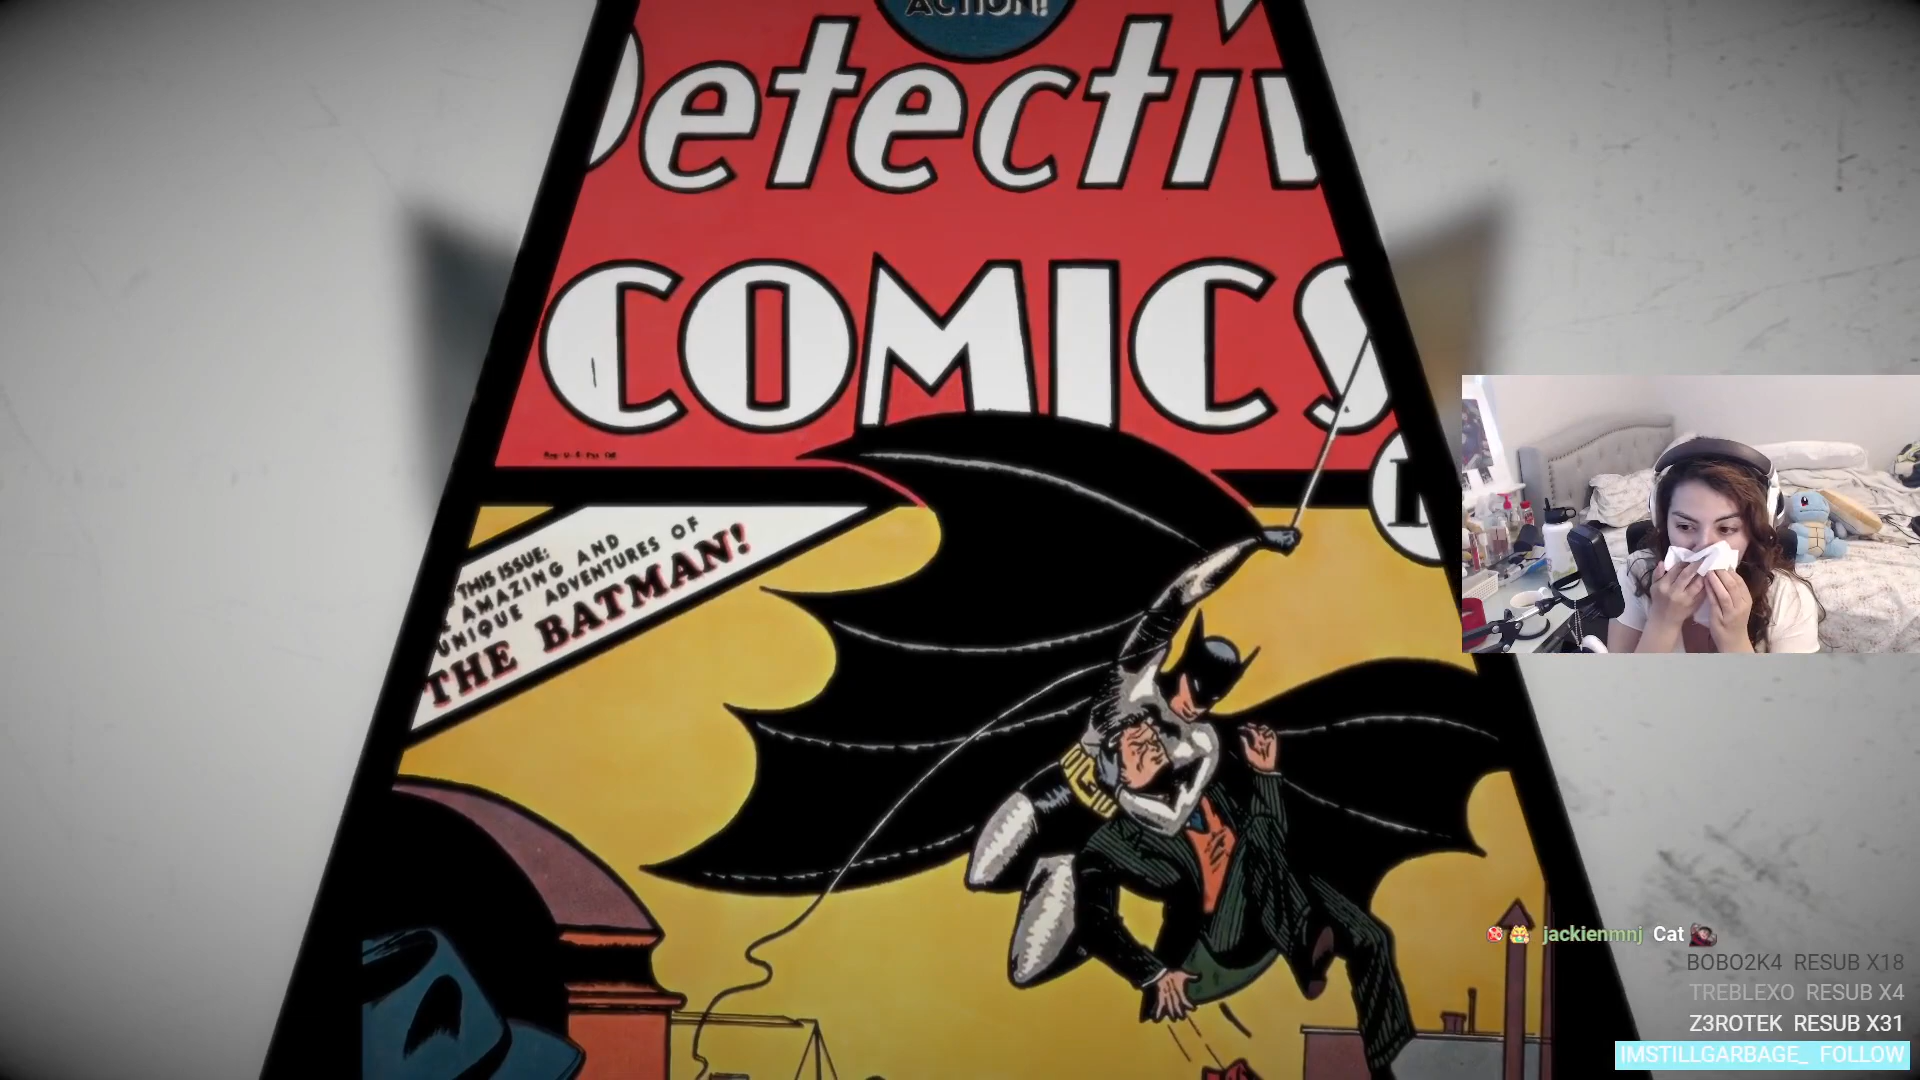 ACTION!
Detectiv
COMICS
THIS ISSUE:
AMAZING AND
UNIQUE ADVENTURES OF
THE BATMAN!
jackienmnj Cat
BOBO2K4 RESUB X18
TREBLEXO RESUB X4
Z3ROTEK RESUB X31
IMSTILLGARBAGE_ FOLLOW